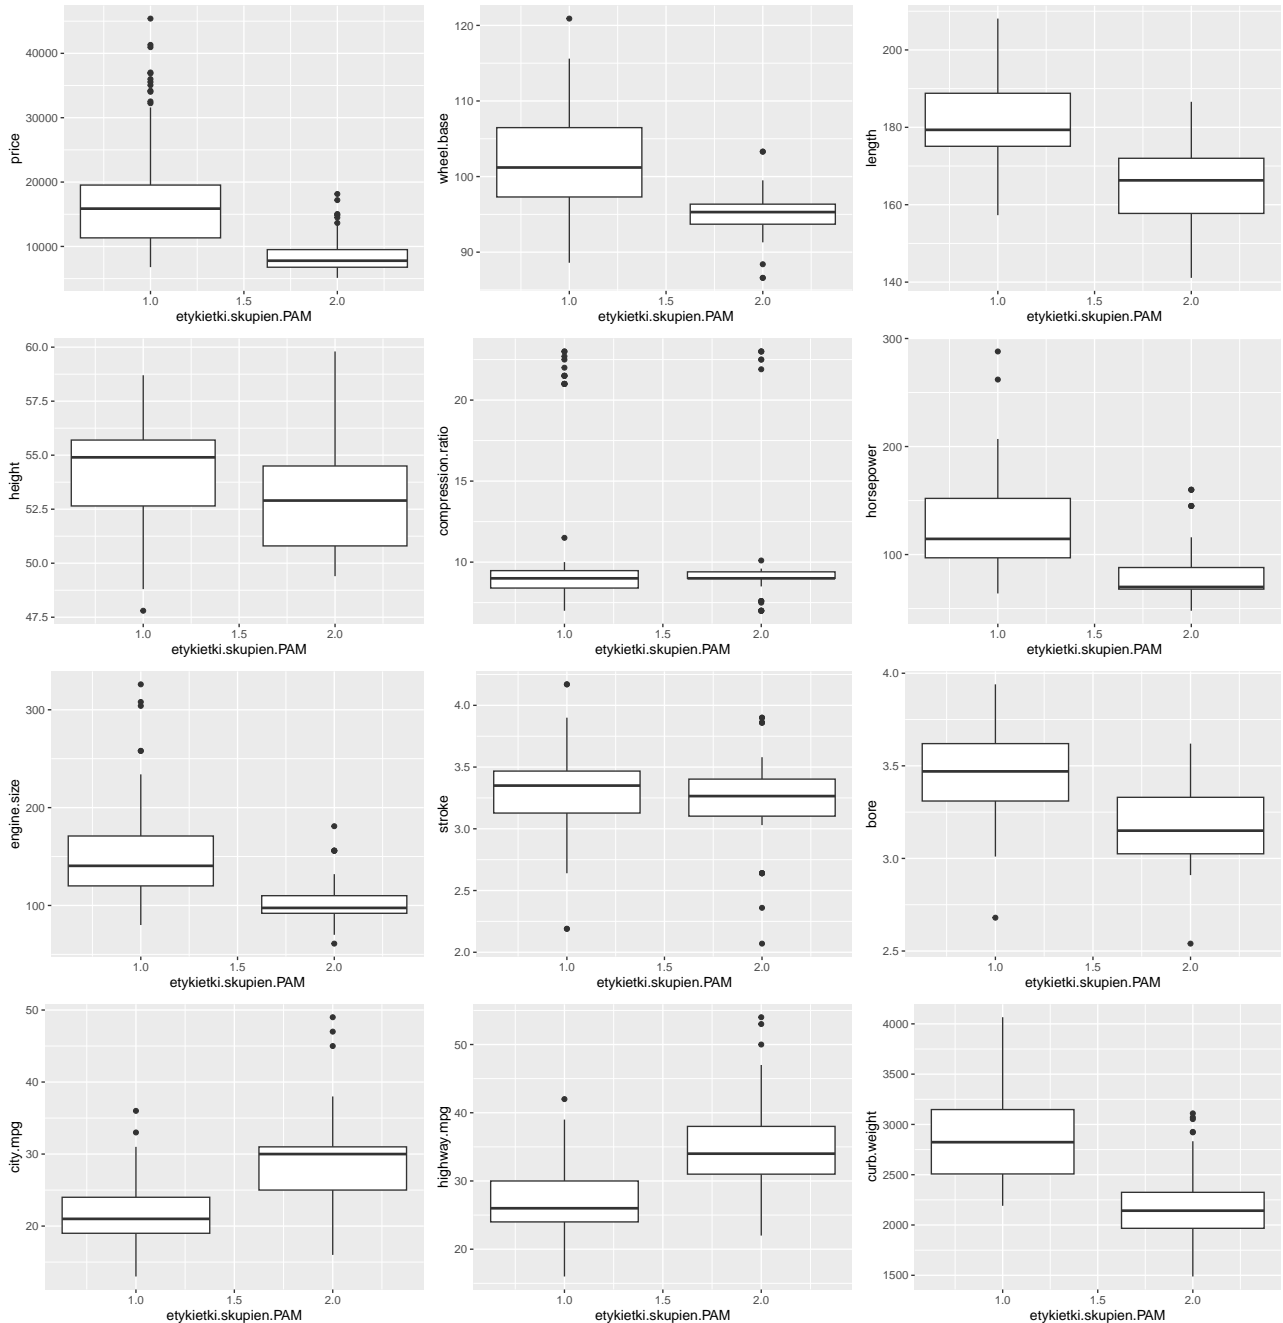 price
40000
30000
20000
10000
1.0 1.5 2.0
etykietki.skupien.PAM
wheel.base
120
110
100
90
1.0 1.5 2.0
etykietki.skupien.PAM
length
200
180
160
140
1.0 1.5 2.0
etykietki.skupien.PAM
height
60.0
57.5
55.0
52.5
50.0
47.5
1.0 1.5 2.0
etykietki.skupien.PAM
compression.ratio
20
15
10
1.0 1.5 2.0
etykietki.skupien.PAM
horsepower
300
200
100
1.0 1.5 2.0
etykietki.skupien.PAM
engine.size
300
200
100
1.0 1.5 2.0
etykietki.skupien.PAM
stroke
4.0
3.5
3.0
2.5
2.0
1.0 1.5 2.0
etykietki.skupien.PAM
bore
4.0
3.5
3.0
2.5
1.0 1.5 2.0
etykietki.skupien.PAM
city.mpg
50
40
30
20
1.0 1.5 2.0
etykietki.skupien.PAM
highway.mpg
50
40
30
20
1.0 1.5 2.0
etykietki.skupien.PAM
curb.weight
4000
3500
3000
2500
2000
1500
1.0 1.5 2.0
etykietki.skupien.PAM